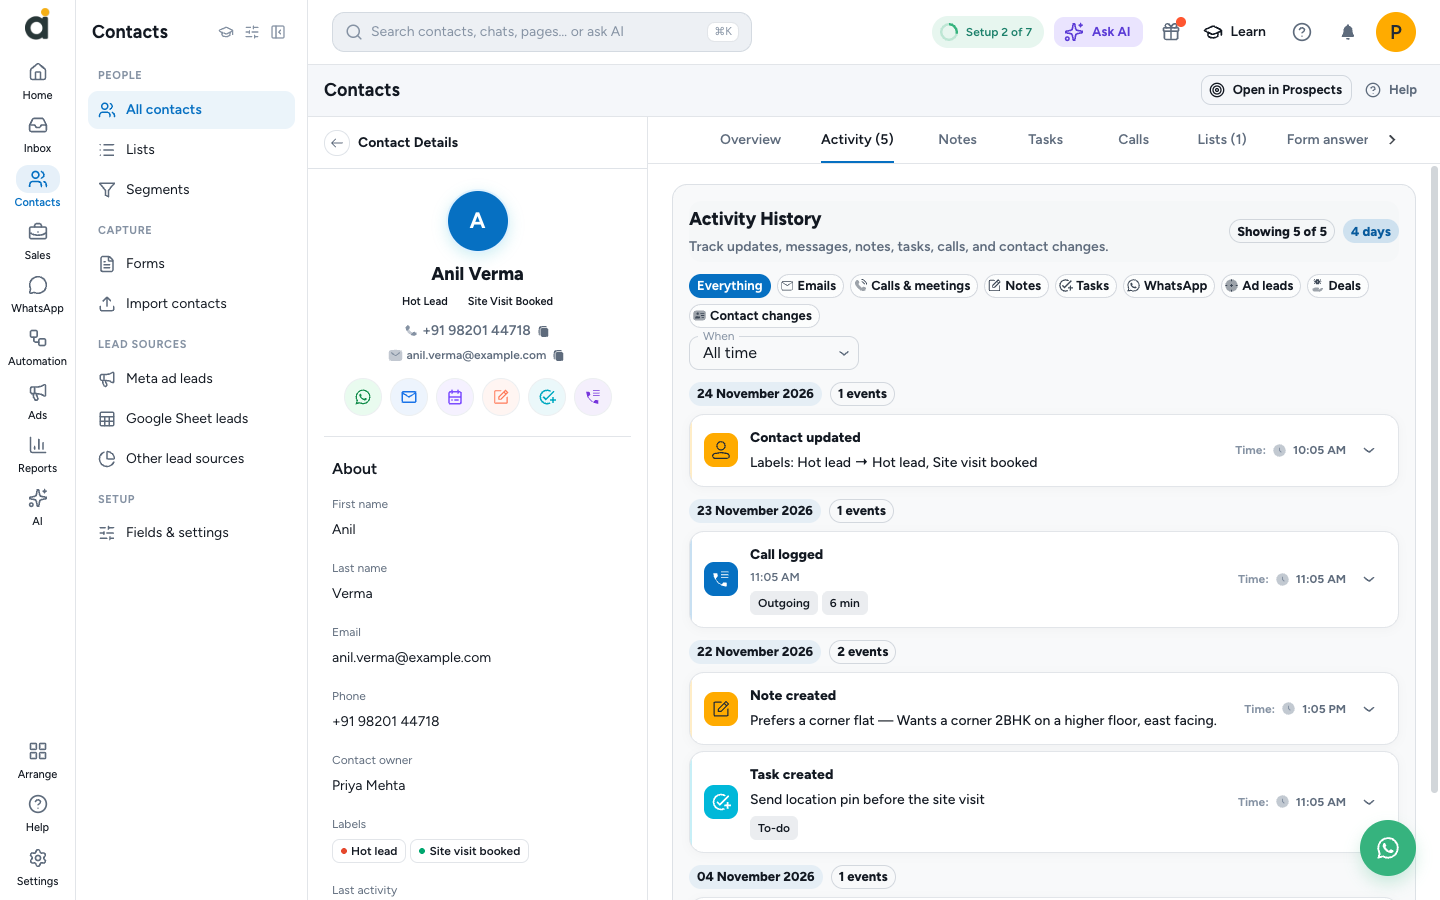 Home
Inbox
Contacts
Sales
WhatsApp
Automation
Ads
Reports
AI
Arrange
Help
Settings
Contacts
PEOPLE
All contacts
Lists
Segments
CAPTURE
Forms
Import contacts
LEAD SOURCES
Meta ad leads
Google Sheet leads
Other lead sources
SETUP
Fields & settings
Search contacts, chats, pages... or ask AI
⌘K
Setup 2 of 7
Ask AI
Learn
P
Contacts
Open in Prospects
Help
Contact Details
A
Anil Verma
Hot Lead Site Visit Booked
+91 98201 44718
anil.verma@example.com
About
First name
Anil
Last name
Verma
Email
anil.verma@example.com
Phone
+91 98201 44718
Contact owner
Priya Mehta
Labels
Hot lead Site visit booked
Last activity
Overview Activity (5) Notes Tasks Calls Lists (1) Form answer
Activity History
Track updates, messages, notes, tasks, calls, and contact changes.
Showing 5 of 5 4 days
Everything Emails Calls & meetings Notes Tasks WhatsApp Ad leads Deals
Contact changes
When
All time
24 November 2026 1 events
Contact updated
Labels: Hot lead → Hot lead, Site visit booked
Time: 10:05 AM
23 November 2026 1 events
Call logged
11:05 AM
Outgoing 6 min
Time: 11:05 AM
22 November 2026 2 events
Note created
Prefers a corner flat — Wants a corner 2BHK on a higher floor, east facing.
Time: 1:05 PM
Task created
Send location pin before the site visit
To-do
Time: 11:05 AM
04 November 2026 1 events